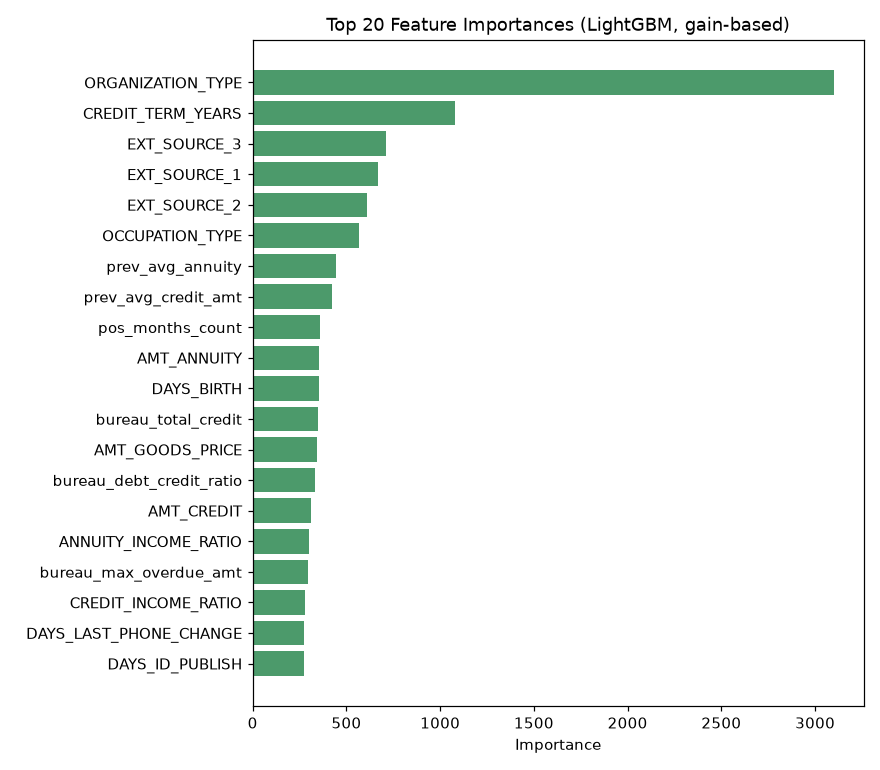 Top 20 Feature Importances (LightGBM, gain-based)
ORGANIZATION_TYPE
CREDIT_TERM_YEARS
EXT_SOURCE_3
EXT_SOURCE_1
EXT_SOURCE_2
OCCUPATION_TYPE
prev_avg_annuity
prev_avg_credit_amt
pos_months_count
AMT_ANNUITY
DAYS_BIRTH
bureau_total_credit
AMT_GOODS_PRICE
bureau_debt_credit_ratio
AMT_CREDIT
ANNUITY_INCOME_RATIO
bureau_max_overdue_amt
CREDIT_INCOME_RATIO
DAYS_LAST_PHONE_CHANGE
DAYS_ID_PUBLISH
0 500 1000 1500 2000 2500 3000
Importance